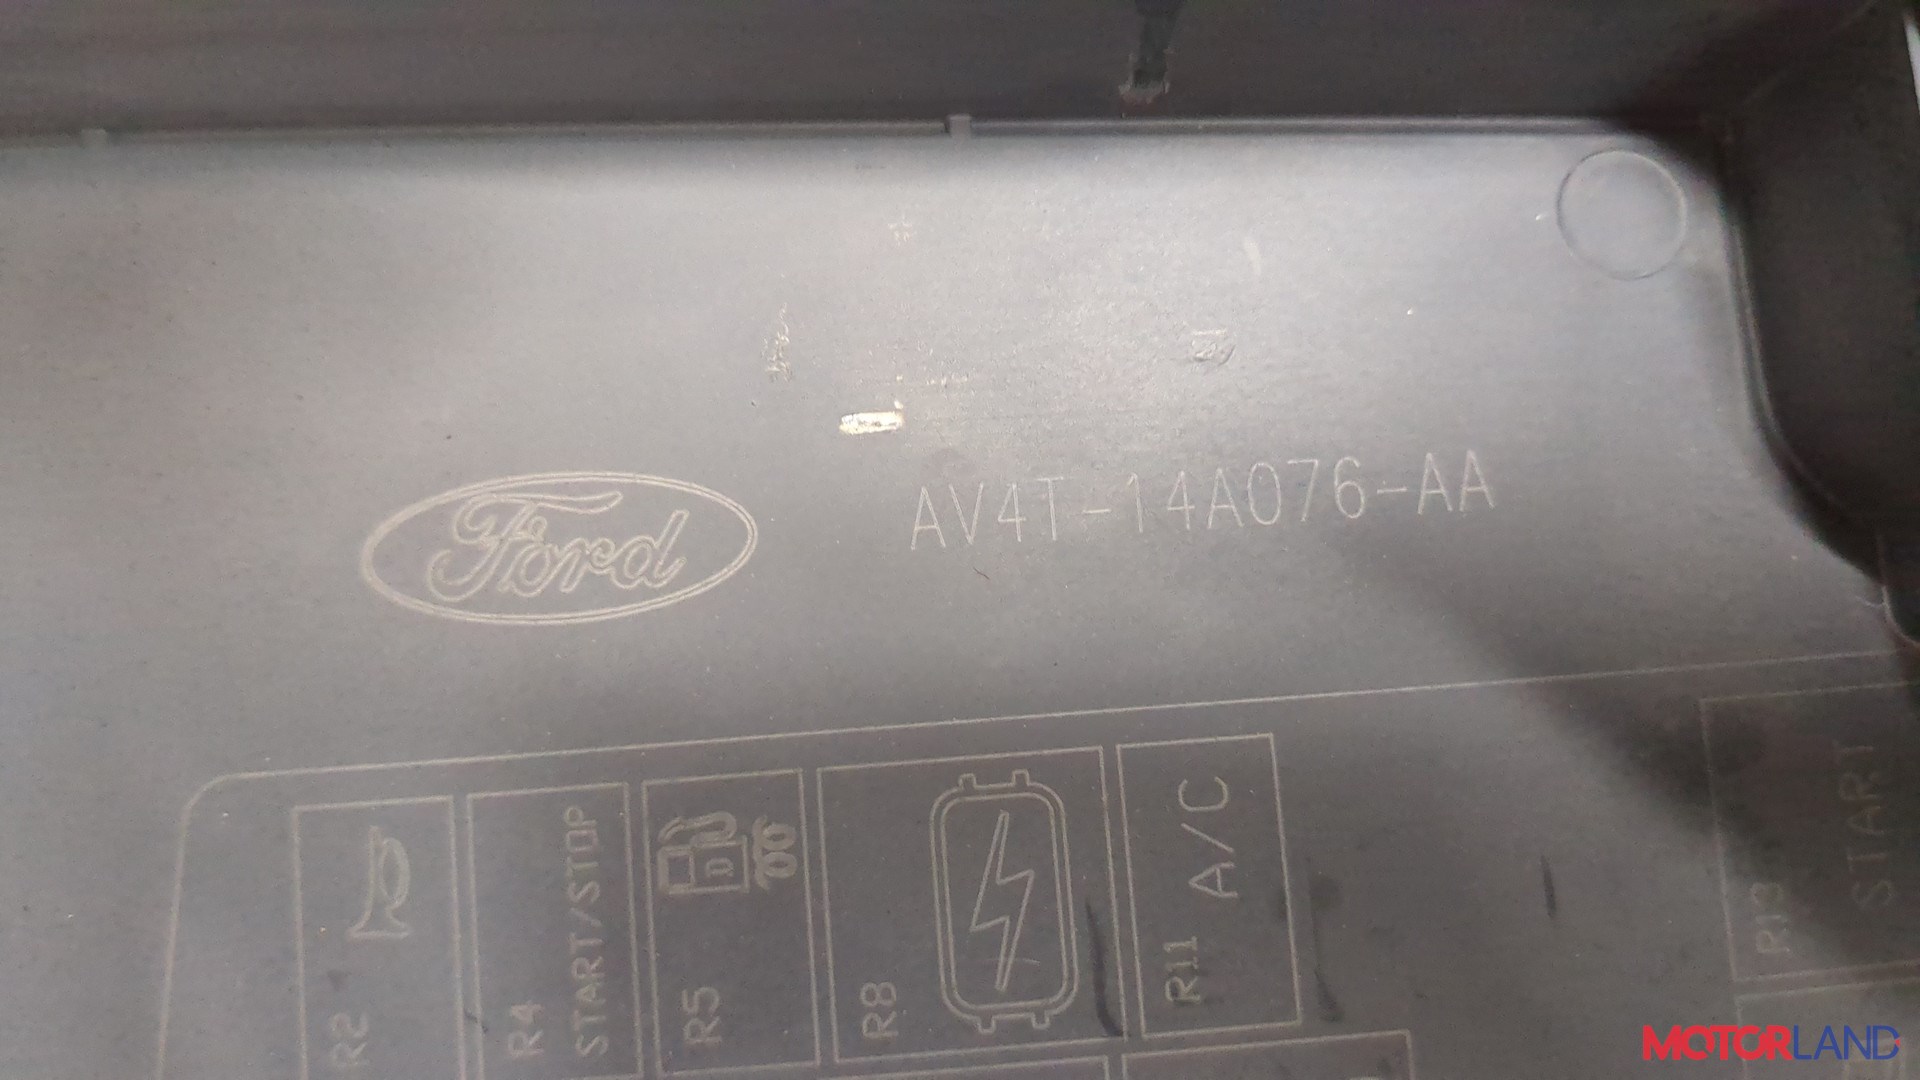 Ford
AV4T-14A076-AA
R2
R4
START/STOP
R5
D
R8
R11
A/C
R13
START
MOTORLAND